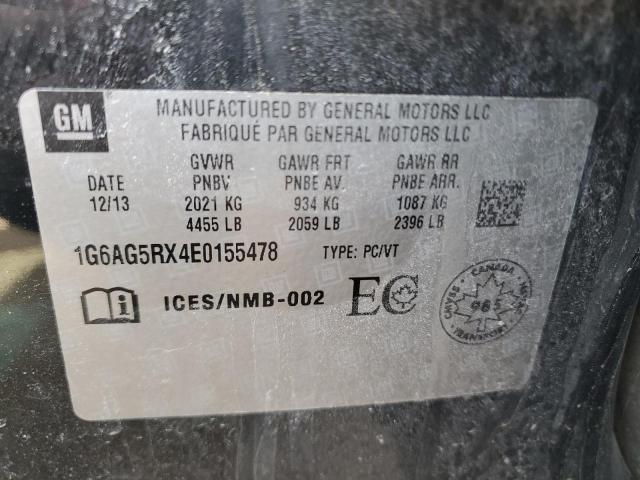 GM
MANUFACTURED BY GENERAL MOTORS LLC
FABRIQUÉ PAR GENERAL MOTORS LLC
GVWR GAWR FRT GAWR RR
DATE PNBV PNBE AV. PNBE ARR.
12/13 2021 KG 934 KG 1087 KG
4455 LB 2059 LB 2396 LB
1G6AG5RX4E0155478 TYPE: PC/VT
ICES/NMB-002 EC
CANADA
TRANSPORT